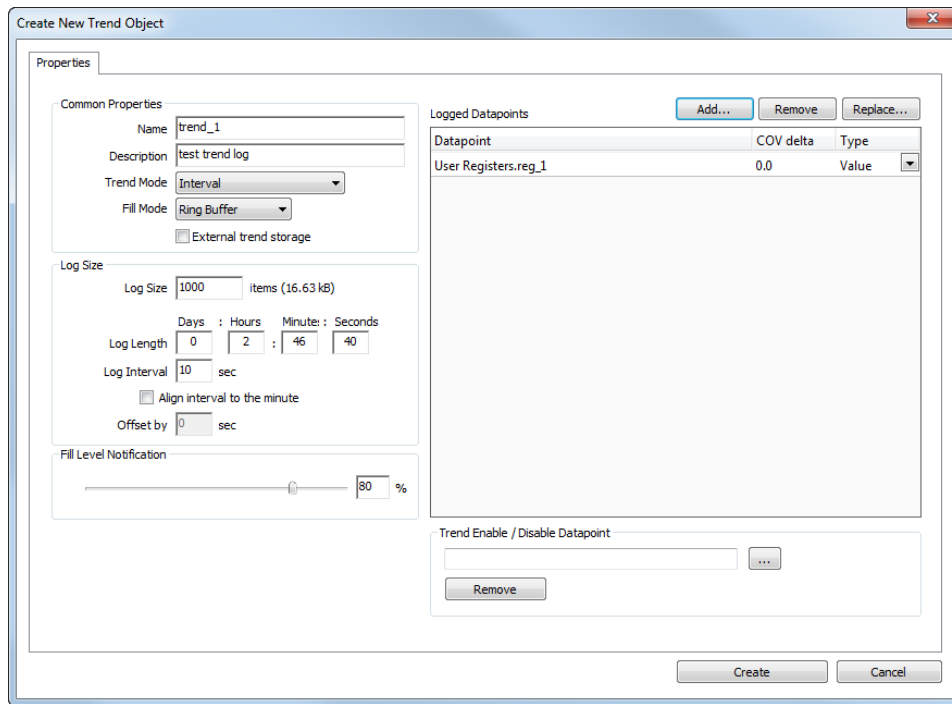 Create New Trend Object
Properties
Common Properties
Name trend_1
Description test trend log
Trend Mode Interval
Fill Mode Ring Buffer
External trend storage
Log Size
Log Size 1000 items (16.63 kB)
Days : Hours Minute: : Seconds
Log Length 0 2 : 46 40
Log Interval 10 sec
Align interval to the minute
Offset by 0 sec
Fill Level Notification
80 %
Logged Datapoints Add... Remove Replace...
Datapoint COV delta Type
User Registers.reg_1 0.0 Value
Trend Enable / Disable Datapoint
...
Remove
Create Cancel